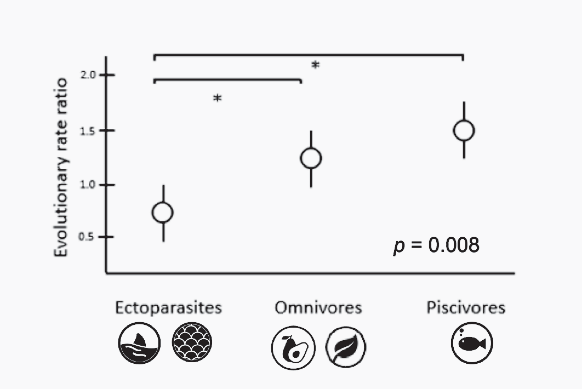 *
*
2.0
1.5
1.0
0.5
Evolutionary rate ratio
p = 0.008
Ectoparasites Omnivores Piscivores